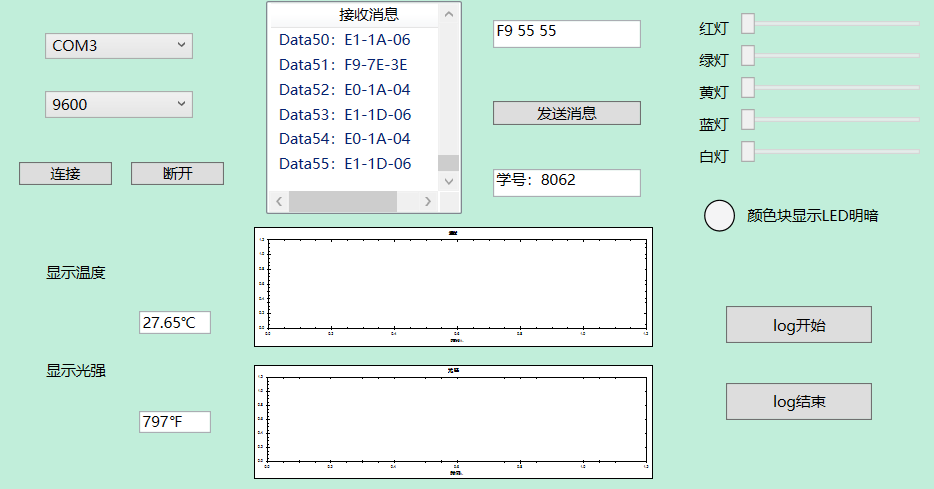 COM3
9600
连接 断开
接收消息
Data50: E1-1A-06
Data51: F9-7E-3E
Data52: E0-1A-04
Data53: E1-1D-06
Data54: E0-1A-04
Data55: E1-1D-06
F9 55 55
发送消息
学号：8062
红灯
绿灯
黄灯
蓝灯
白灯
颜色块显示LED明暗
显示温度
27.65℃
显示光强
797℉
log开始
log结束